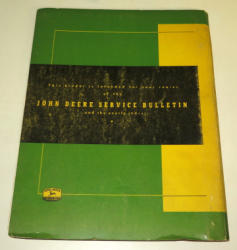 This binder is intended for your copies
of the
JOHN DEERE SERVICE BULLETIN
and the yearly index.